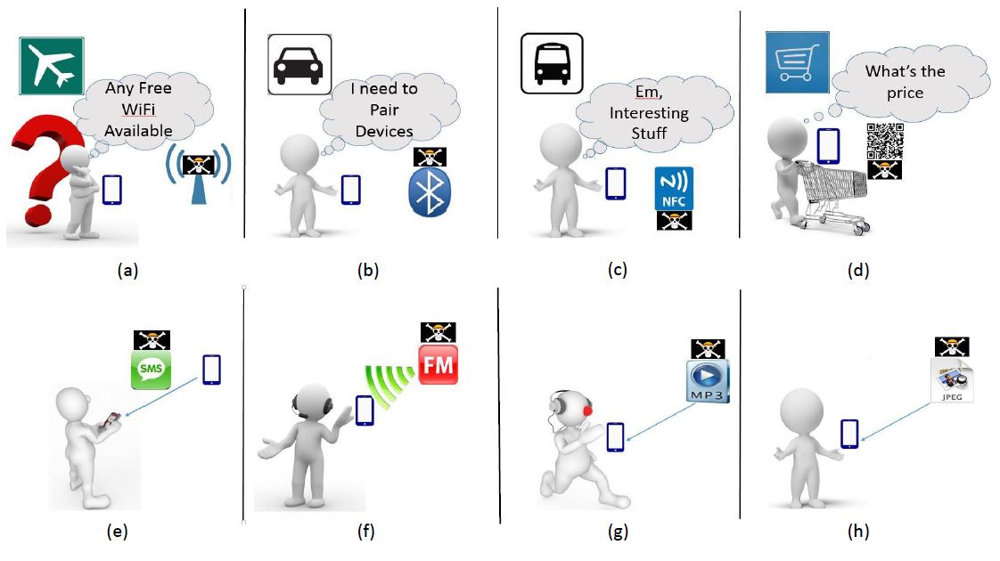 Any Free
WiFi
Available
I need to
Pair
Devices
Em,
Interesting
Stuff
What's the
price
NFC
(a)
(b)
(c)
(d)
SMS
FM
MP3
JPEG
(e)
(f)
(g)
(h)